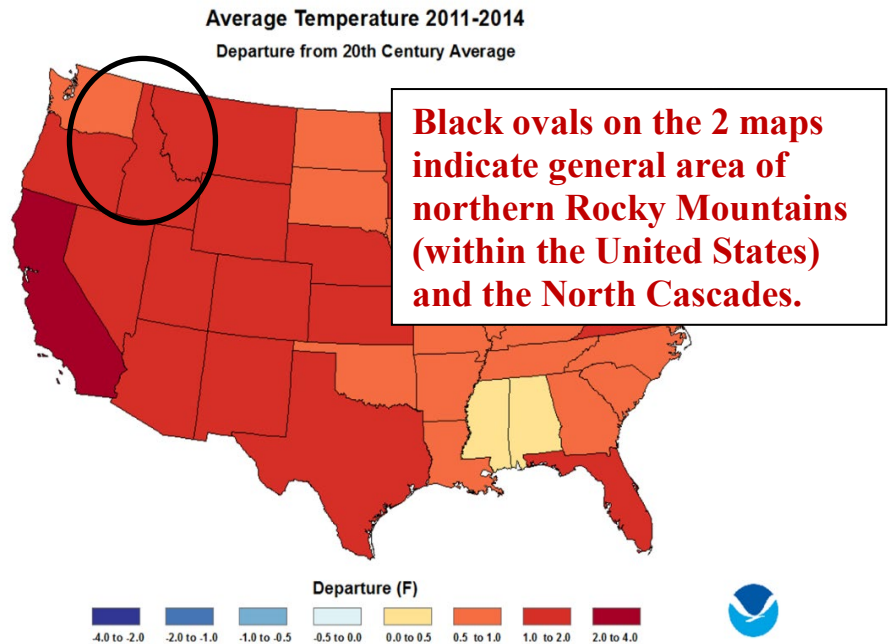 Average Temperature 2011-2014
Departure from 20th Century Average
Black ovals on the 2 maps
indicate general area of
northern Rocky Mountains
(within the United States)
and the North Cascades.
Departure (F)
-4.0 to -2.0 -2.0 to -1.0 -1.0 to -0.5 -0.5 to 0.0 0.0 to 0.5 0.5 to 1.0 1.0 to 2.0 2.0 to 4.0